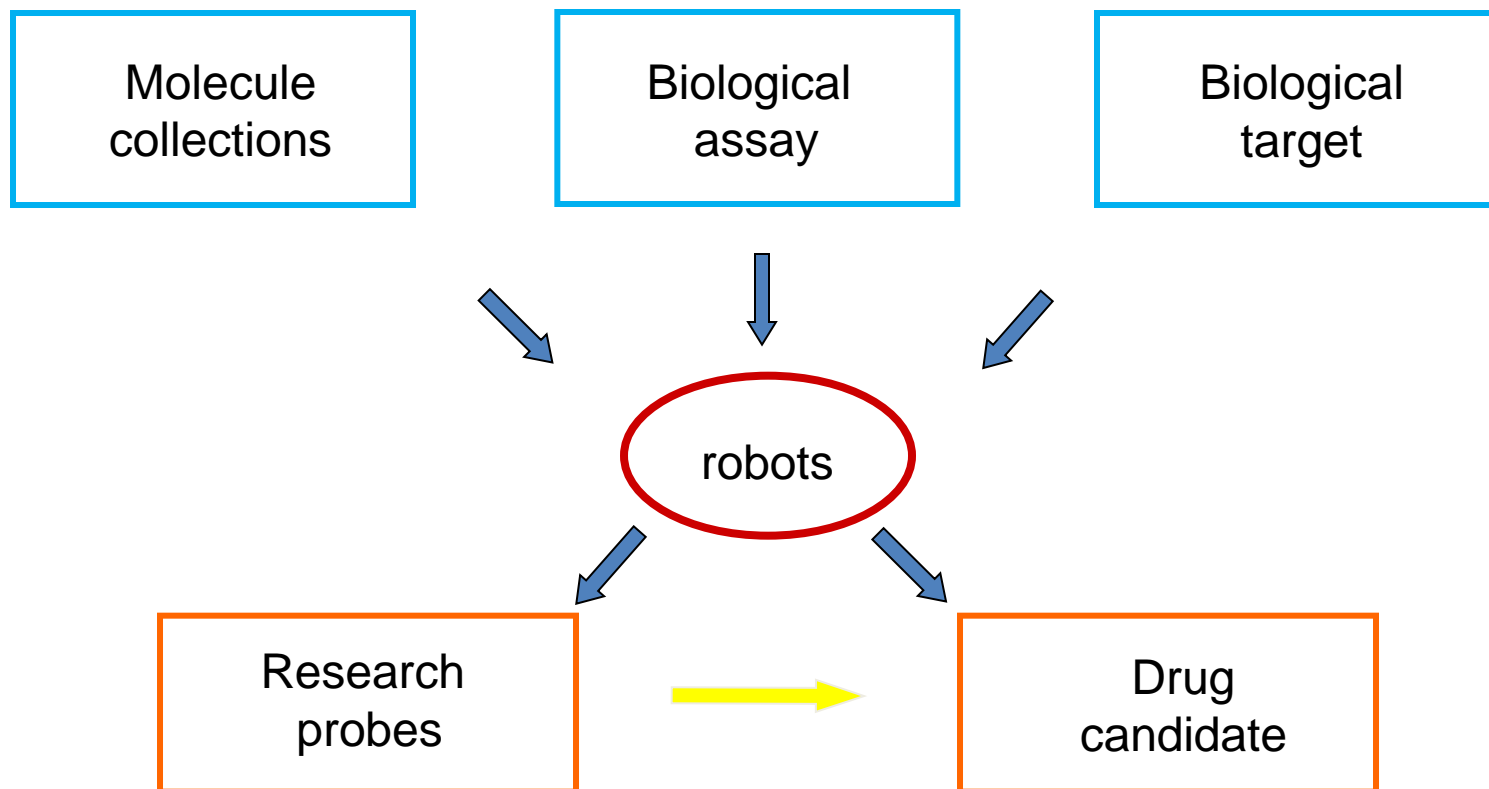 Molecule
collections
Biological
assay
Biological
target
robots
Research
probes
Drug
candidate